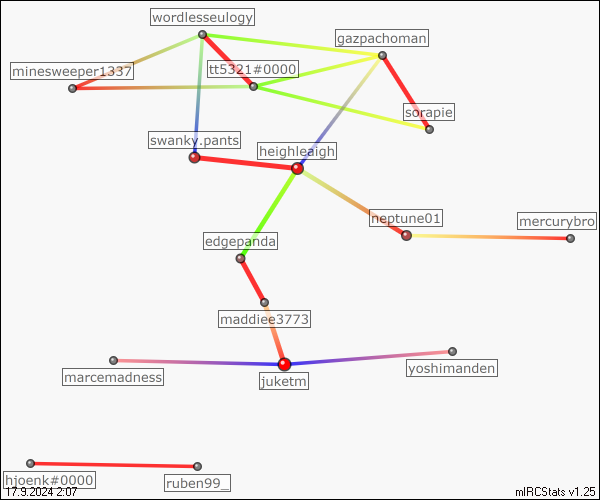 wordlesseulogy
gazpachoman
minesweeper1337
tt5321#0000
sorapie
swanky.pants
heighleaigh
neptune01
mercurybro
edgepanda
maddiee3773
marcemadness
yoshimanden
juketm
hjoenk#0000
ruben99_
17.9.2024 2:07
mIRCStats v1.25